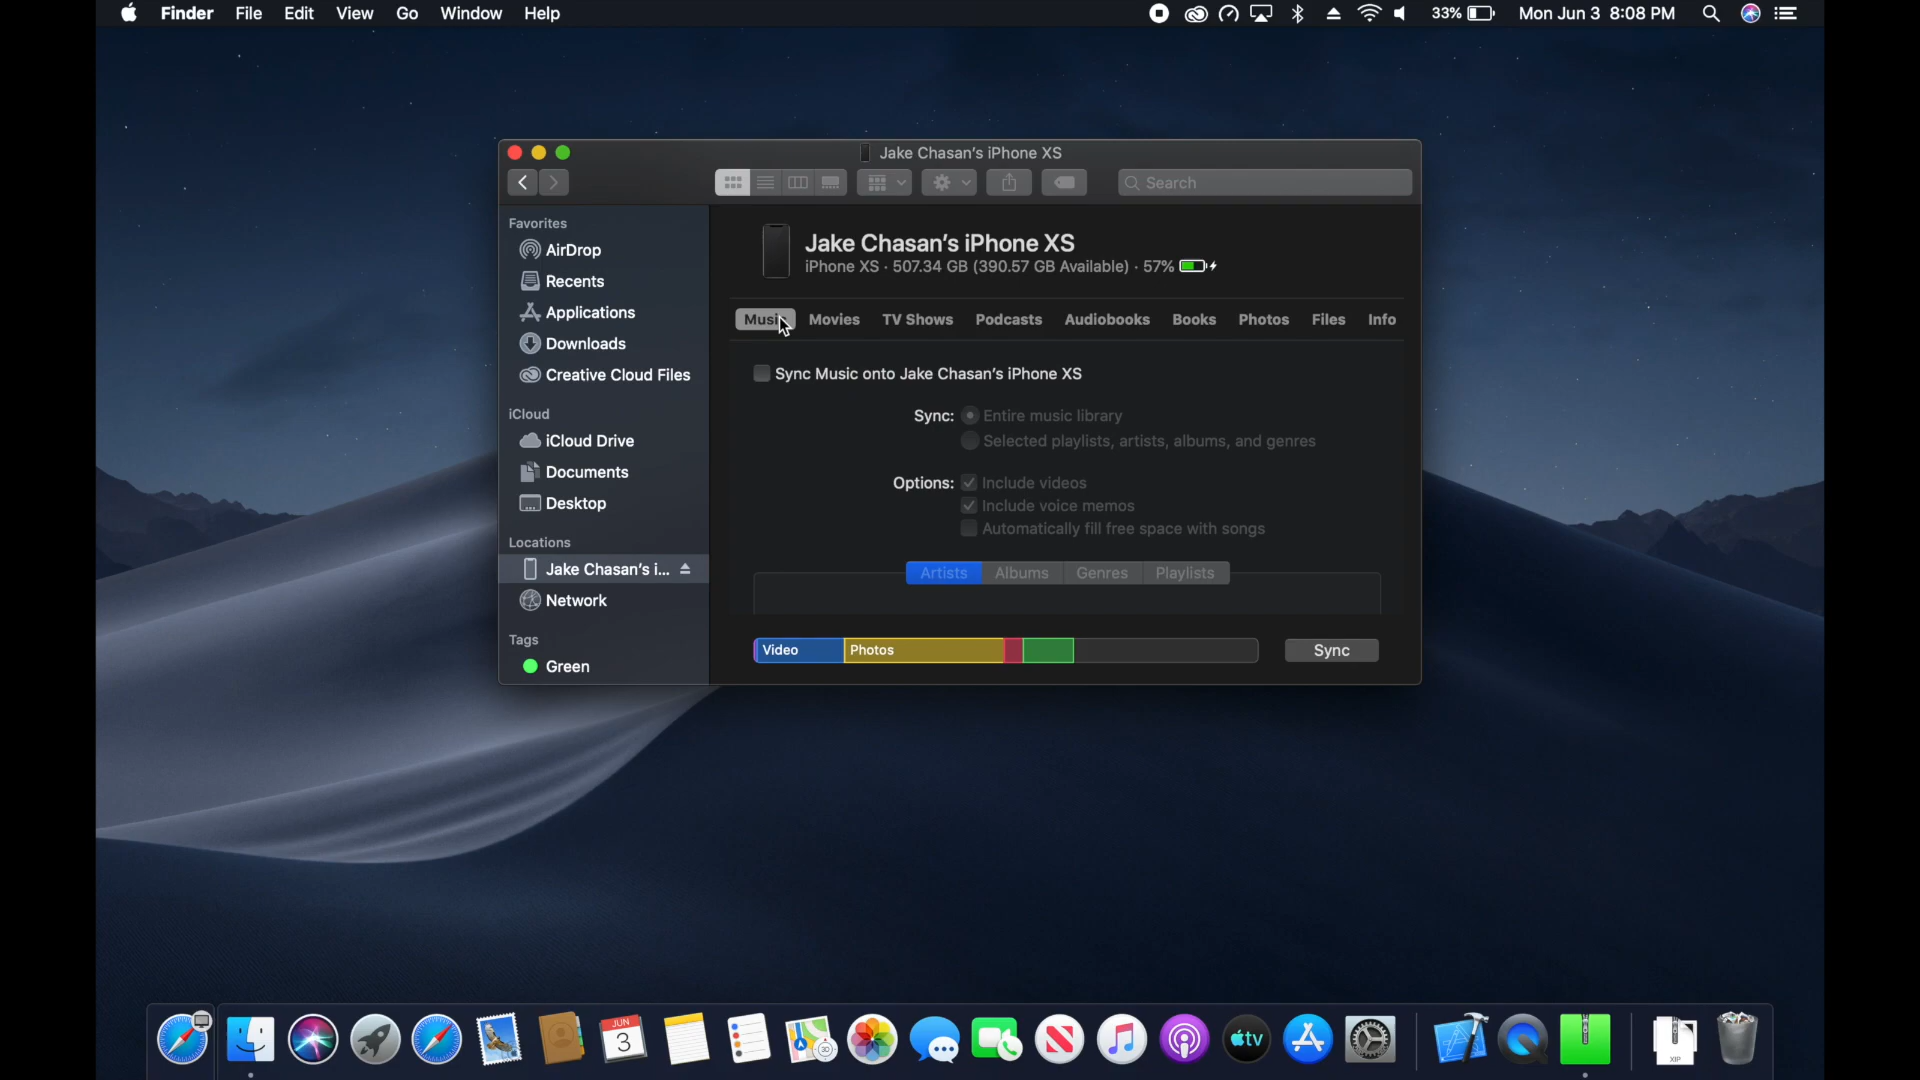 Finder File Edit View Go Window Help 33% Mon Jun 3 8:08 PM
Jake Chasan's iPhone XS
Search
Favorites
AirDrop
Recents
Applications
Downloads
Creative Cloud Files
iCloud
iCloud Drive
Documents
Desktop
Locations
Jake Chasan's i...
Network
Tags
Green
Jake Chasan's iPhone XS
iPhone XS · 507.34 GB (390.57 GB Available) · 57%
Music Movies TV Shows Podcasts Audiobooks Books Photos Files Info
Sync Music onto Jake Chasan's iPhone XS
Sync: Entire music library
Selected playlists, artists, albums, and genres
Options: Include videos
Include voice memos
Automatically fill free space with songs
Artists Albums Genres Playlists
Video Photos Sync
JUN
3
3D
tv
XIP